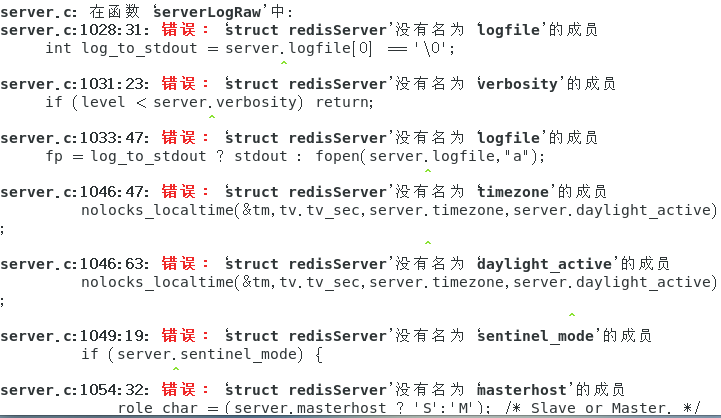 server.c: 在函数 ‘serverLogRaw’中:
server.c:1028:31: 错误：‘struct redisServer’没有名为 ‘logfile’的成员
int log_to_stdout = server.logfile[0] == '\0';
^
server.c:1031:23: 错误：‘struct redisServer’没有名为 ‘verbosity’的成员
if (level < server.verbosity) return;
^
server.c:1033:47: 错误：‘struct redisServer’没有名为 ‘logfile’的成员
fp = log_to_stdout ? stdout : fopen(server.logfile,"a");
^
server.c:1046:47: 错误：‘struct redisServer’没有名为 ‘timezone’的成员
nolocks_localtime(&tm,tv.tv_sec,server.timezone,server.daylight_active)
;
^
server.c:1046:63: 错误：‘struct redisServer’没有名为 ‘daylight_active’的成员
nolocks_localtime(&tm,tv.tv_sec,server.timezone,server.daylight_active)
;
^
server.c:1049:19: 错误：‘struct redisServer’没有名为 ‘sentinel_mode’的成员
if (server.sentinel_mode) {
^
server.c:1054:32: 错误：‘struct redisServer’没有名为 ‘masterhost’的成员
role_char = (server.masterhost ? 'S':'M'); /* Slave or Master. */